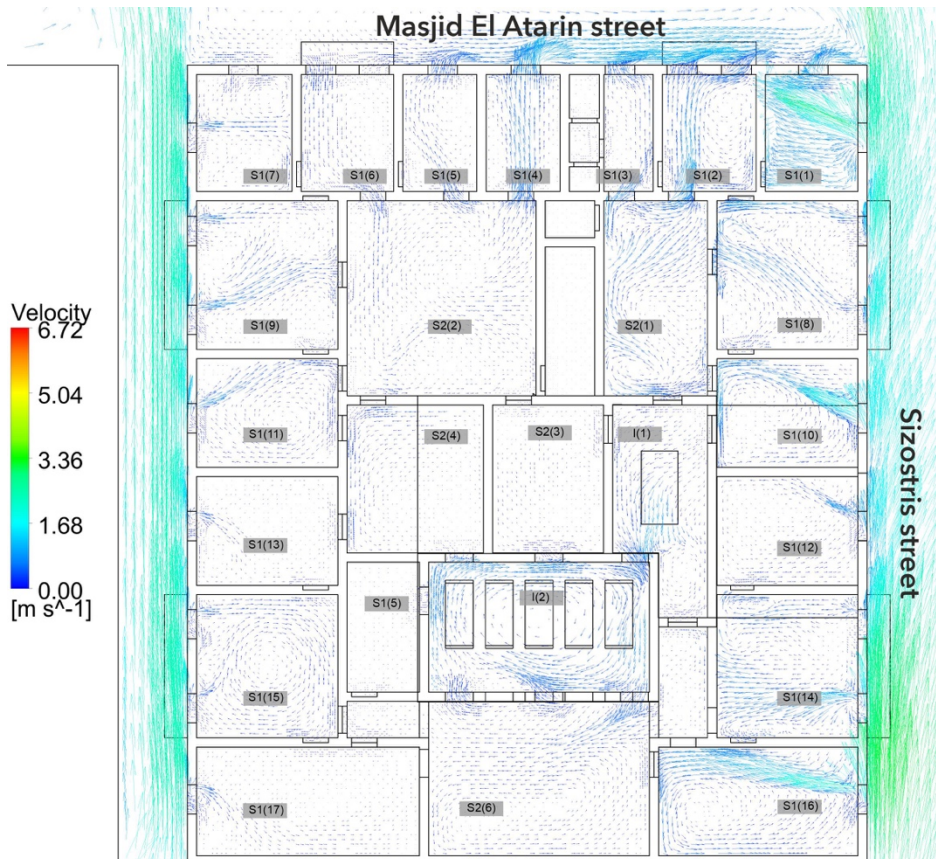 Masjid El Atarin street
S1(7)
S1(6)
S1(5)
S1(4)
S1(3)
S1(2)
S1(1)
Velocity
6.72
5.04
3.36
1.68
0.00
[m s^-1]
S1(9)
S2(2)
S2(1)
S1(8)
S1(11)
S2(4)
S2(3)
I(1)
S1(10)
Sizostris street
S1(13)
S1(12)
S1(5)
I(2)
S1(15)
S1(14)
S1(17)
S2(6)
S1(16)